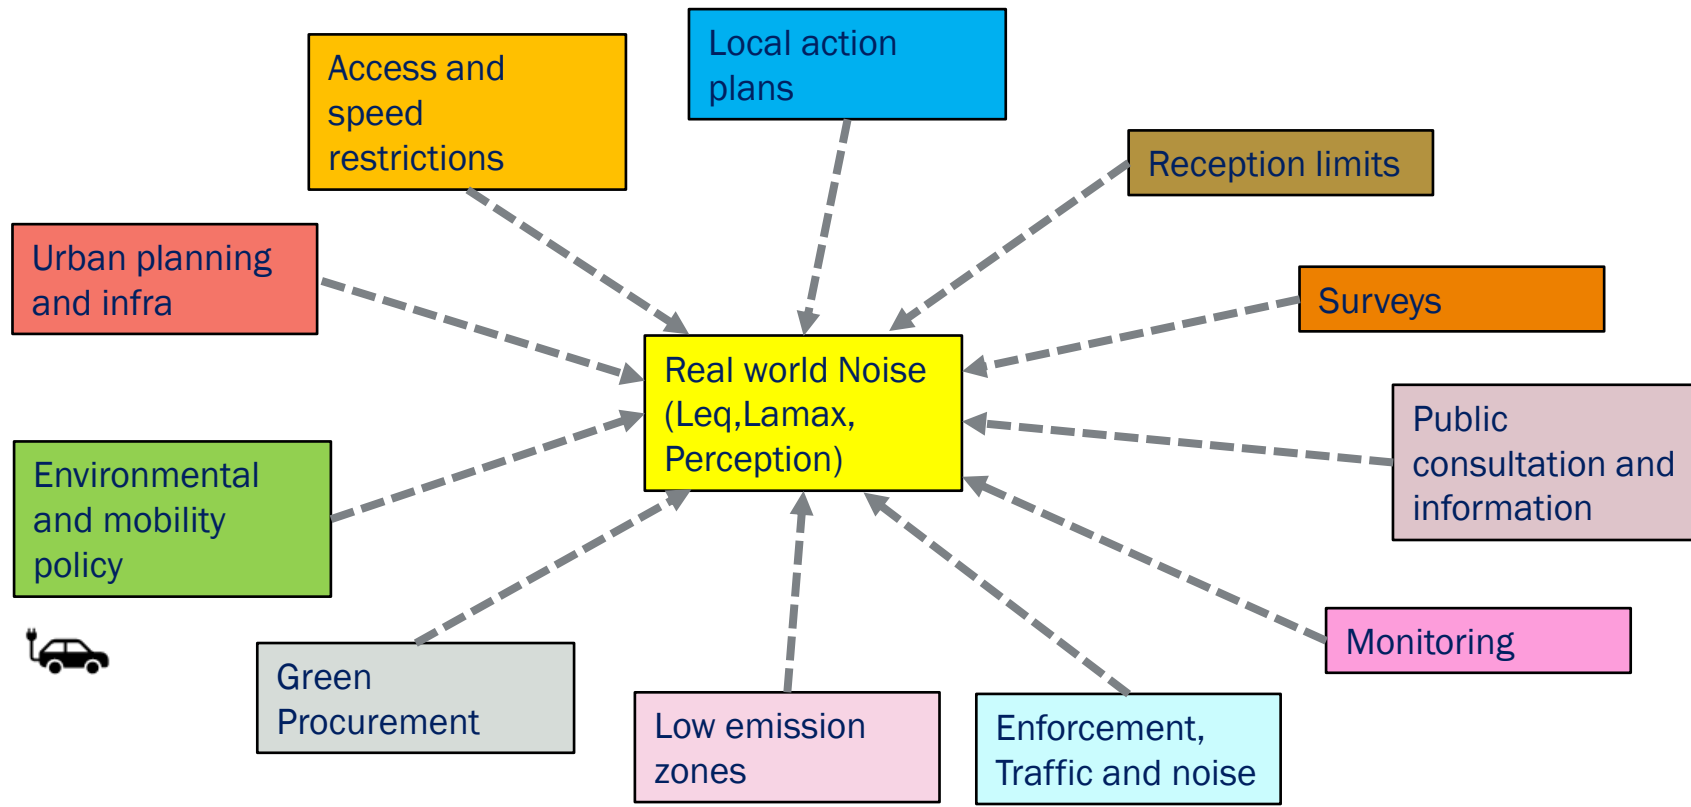 Local action
plans
Access and
speed
restrictions
Reception limits
Urban planning
and infra
Surveys
Real world Noise
(Leq,Lamax,
Perception)
Public
consultation and
information
Environmental
and mobility
policy
Monitoring
Green
Procurement
Low emission
zones
Enforcement,
Traffic and noise